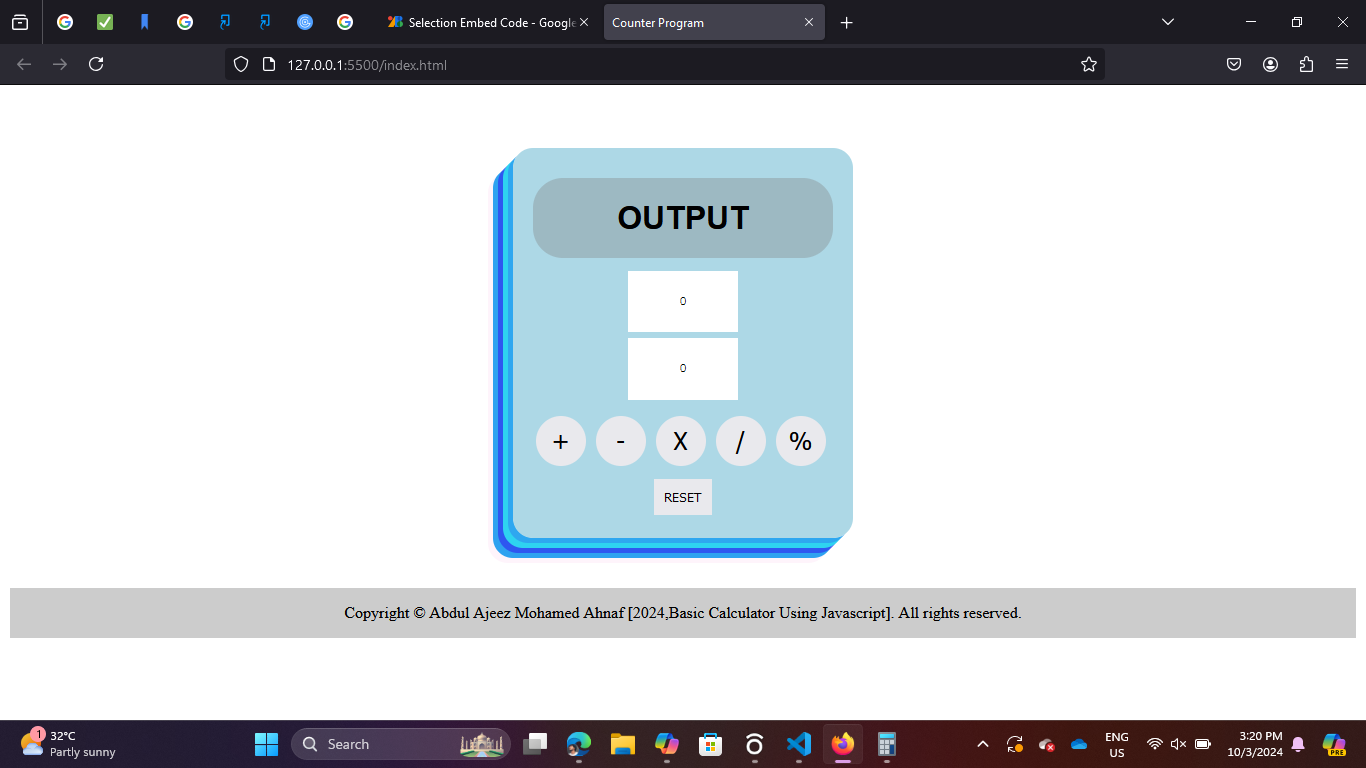 Selection Embed Code - Google
Counter Program
127.0.0.1:5500/index.html
OUTPUT
0
0
+ - X / %
RESET
Copyright © Abdul Ajeez Mohamed Ahnaf [2024,Basic Calculator Using Javascript]. All rights reserved.
1
32°C
Partly sunny
Search
PRE
ENG
US
3:20 PM
10/3/2024